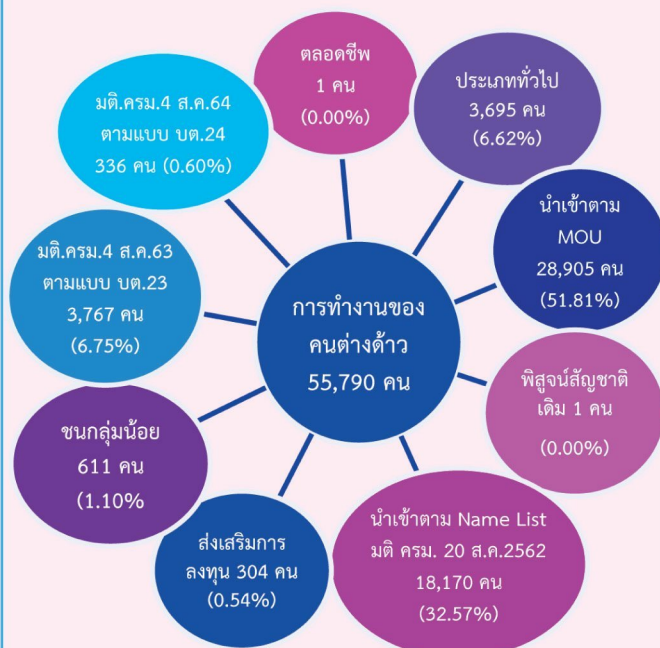 ตลอดชีพ
1 คน
(0.00%)
ประเภททั่วไป
3,695 คน
(6.62%)
นำเข้าตาม
MOU
28,905 คน
(51.81%)
พิสูจน์สัญชาติ
เดิม 1 คน
(0.00%)
นำเข้าตาม Name List
มติ ครม. 20 ส.ค.2562
18,170 คน
(32.57%)
ส่งเสริมการ
ลงทุน 304 คน
(0.54%)
ชนกลุ่มน้อย
611 คน
(1.10%
มติ.ครม.4 ส.ค.63
ตามแบบ บต.23
3,767 คน
(6.75%)
มติ.ครม.4 ส.ค.64
ตามแบบ บต.24
336 คน (0.60%)
การทำงานของ
คนต่างด้าว
55,790 คน